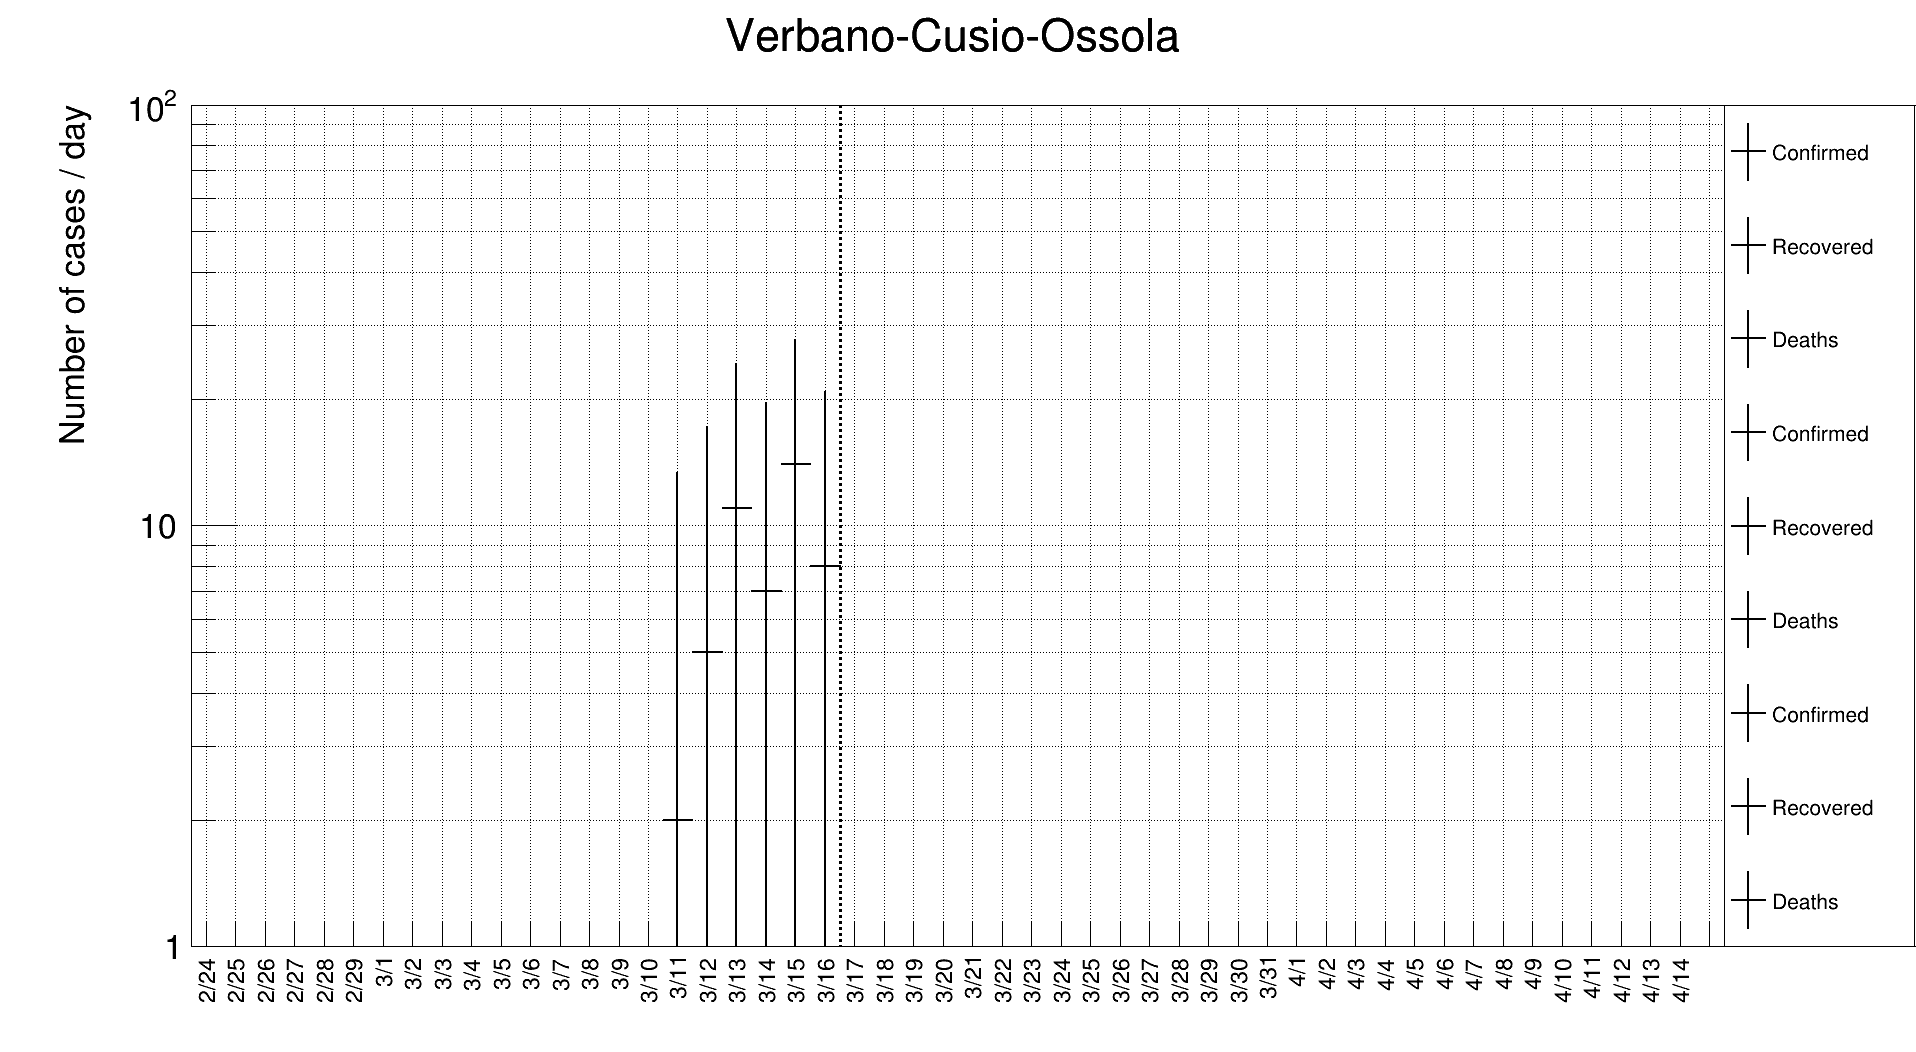 Verbano-Cusio-Ossola
Number of cases / day
10²
10
1
2/24 2/25 2/26 2/27 2/28 2/29 3/1 3/2 3/3 3/4 3/5 3/6 3/7 3/8 3/9 3/10 3/11 3/12 3/13 3/14 3/15 3/16 3/17 3/18 3/19 3/20 3/21 3/22 3/23 3/24 3/25 3/26 3/27 3/28 3/29 3/30 3/31 4/1 4/2 4/3 4/4 4/5 4/6 4/7 4/8 4/9 4/10 4/11 4/12 4/13 4/14
Confirmed
Recovered
Deaths
Confirmed
Recovered
Deaths
Confirmed
Recovered
Deaths